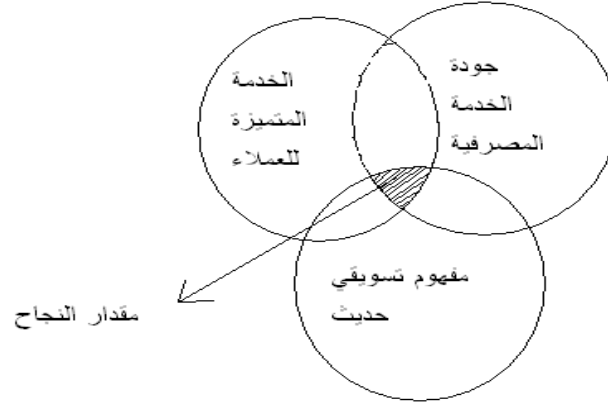 جودة
الخدمة
المصرفية
الخدمة
المتميزة
للعملاء
مفهوم تسويقي
حديث
مقدار النجاح